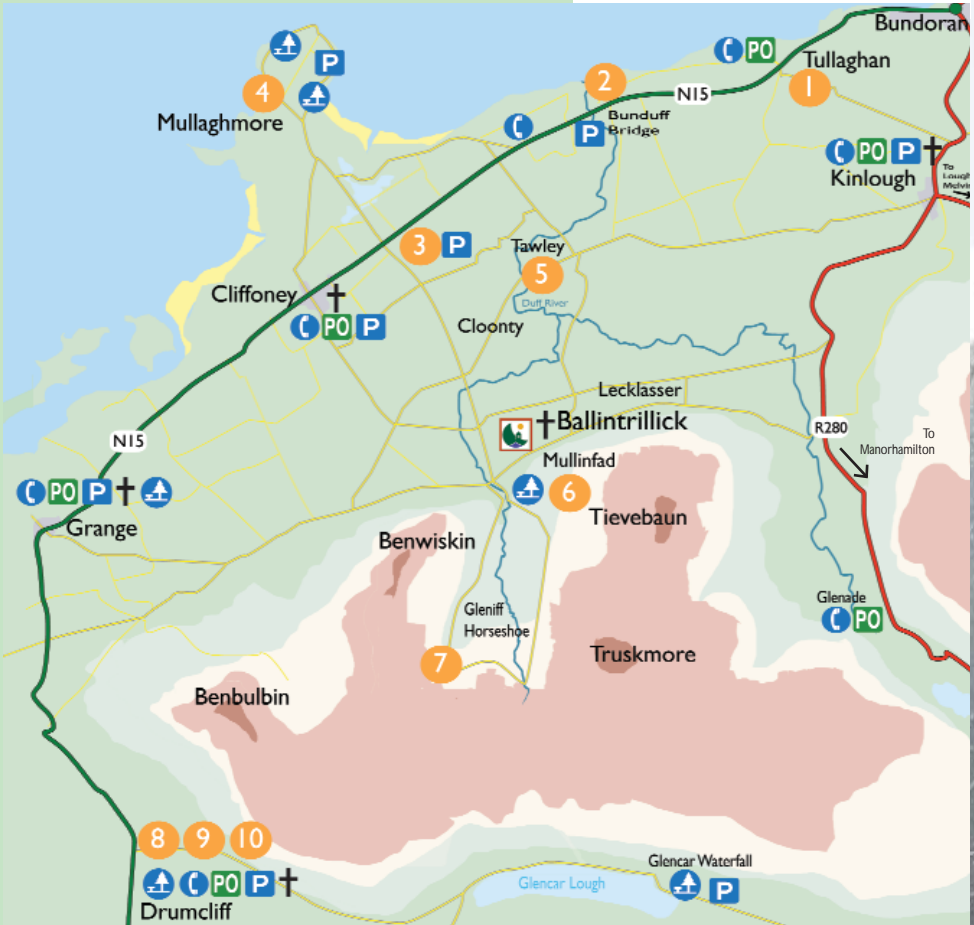 Bundoran
PO
Tullaghan
1
P
2
N15
4
Mullaghmore
Bunduff
Bridge
P
PO
P
Kinlough
To
Lough
Melvin
3
P
Tawley
5
Duff River
Cliffoney
PO
P
Cloonty
Lecklasser
Ballintrillick
R280
To
Manorhamilton
N15
Mullinfad
6
PO
P
Grange
Tievebaun
Benwiskin
Gleniff
Horseshoe
Glenade
PO
7
Truskmore
Benbulbin
8
9
10
PO
P
Drumcliff
Glencar Waterfall
P
Glencar Lough